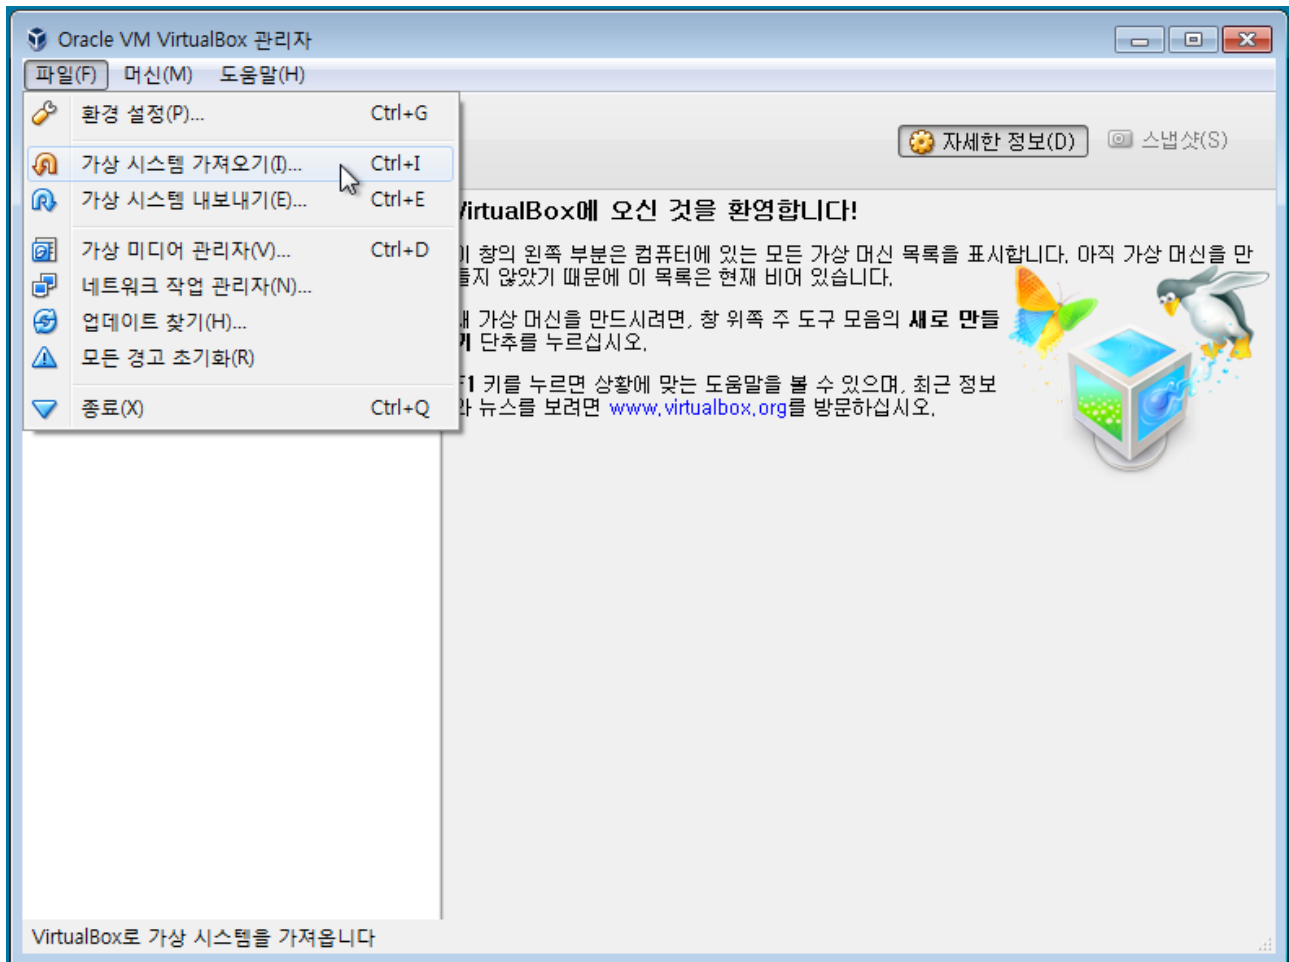 Oracle VM VirtualBox 관리자
파일(F) 머신(M) 도움말(H)
환경 설정(P)... Ctrl+G
가상 시스템 가져오기(I)... Ctrl+I
가상 시스템 내보내기(E)... Ctrl+E
가상 미디어 관리자(V)... Ctrl+D
네트워크 작업 관리자(N)...
업데이트 찾기(H)...
모든 경고 초기화(R)
종료(X) Ctrl+Q
자세한 정보(D) 스냅샷(S)
VirtualBox에 오신 것을 환영합니다!
창의 왼쪽 부분은 컴퓨터에 있는 모든 가상 머신 목록을 표시합니다. 아직 가상 머신을 만
들지 않았기 때문에 이 목록은 현재 비어 있습니다.
가상 머신을 만드시려면, 창 위쪽 주 도구 모음의 새로 만들
기 단추를 누르십시오.
F1 키를 누르면 상황에 맞는 도움말을 볼 수 있으며, 최근 정보
와 뉴스를 보려면 www.virtualbox.org를 방문하십시오.
VirtualBox로 가상 시스템을 가져옵니다